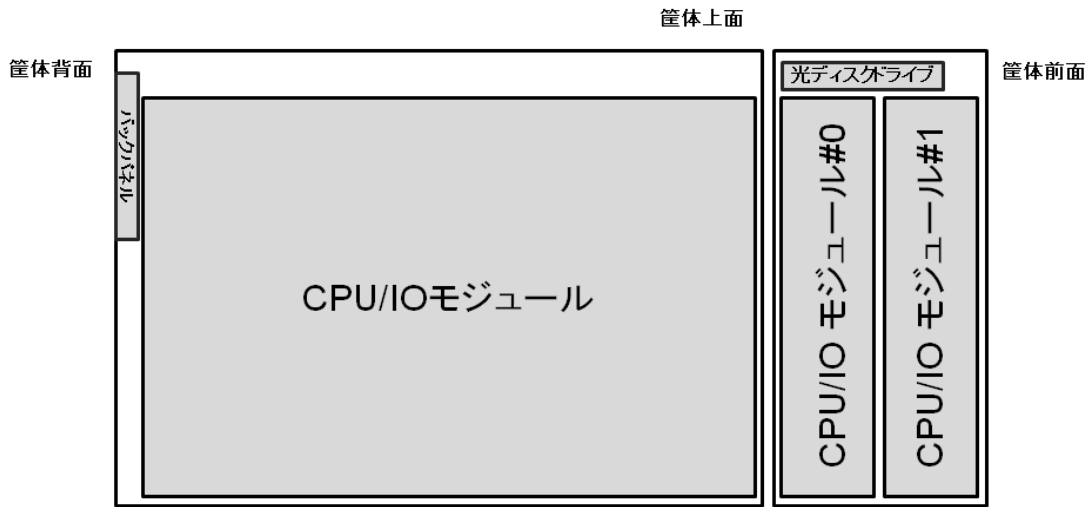 筐体上面
筐体背面
光ディスクドライブ
筐体前面
バックパネル
CPU/IOモジュール
CPU/IO モジュール#0
CPU/IO モジュール#1